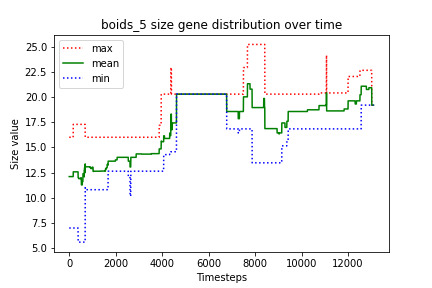 boids_5 size gene distribution over time
max
mean
min
Size value
25.0
22.5
20.0
17.5
15.0
12.5
10.0
7.5
5.0
0 2000 4000 6000 8000 10000 12000
Timesteps